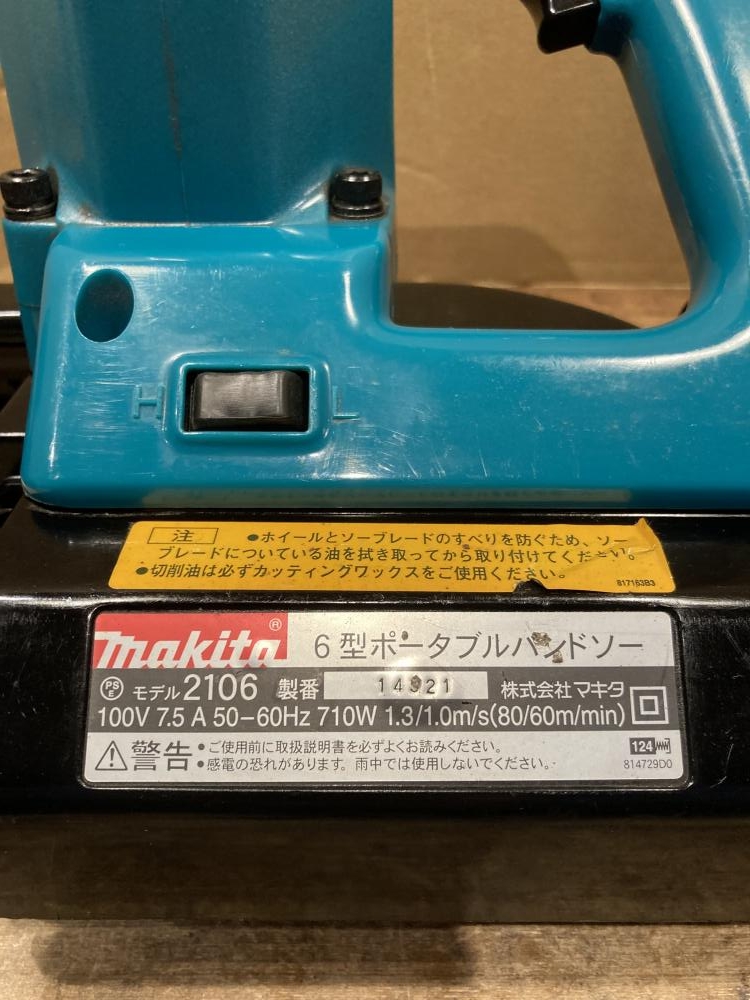 H L
注 ●ホイールとソーブレードのすべりを防ぐため、ソー
ブレードについている油を拭き取ってから取り付けてください。
●切削油は必ずカッティングワックスをご使用ください。
817153B3
makita® 6型ポータブルバンドソー
PSE モデル 2106 製番 14921 株式会社マキタ
100V 7.5 A 50-60Hz 710W 1.3/1.0m/s(80/60m/min)
警告 ・ご使用前に取扱説明書を必ずよくお読みください。
・感電の恐れがあります。雨中では使用しないでください。
124
814729D0